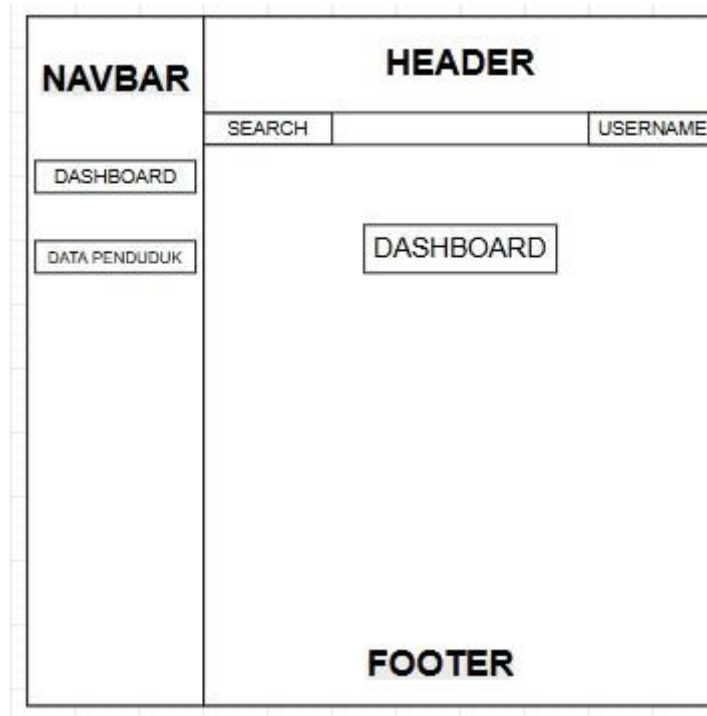 NAVBAR
HEADER
SEARCH
USERNAME
DASHBOARD
DATA PENDUDUK
DASHBOARD
FOOTER